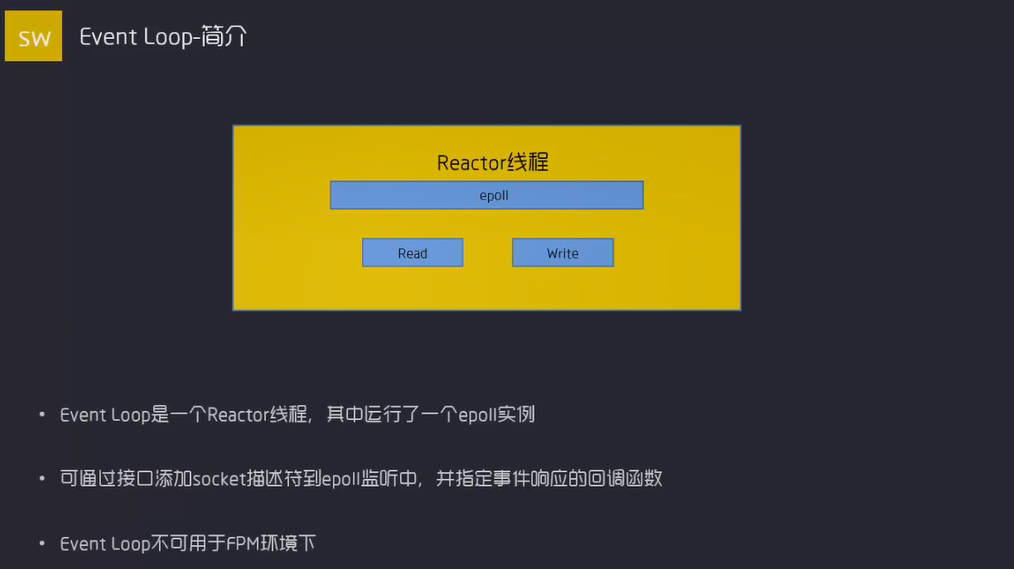 SW
Event Loop-简介
Reactor线程
epoll
Read
Write
• Event Loop是一个Reactor线程，其中运行了一个epoll实例
• 可通过接口添加socket描述符到epoll监听中，并指定事件响应的回调函数
• Event Loop不可用于FPM环境下